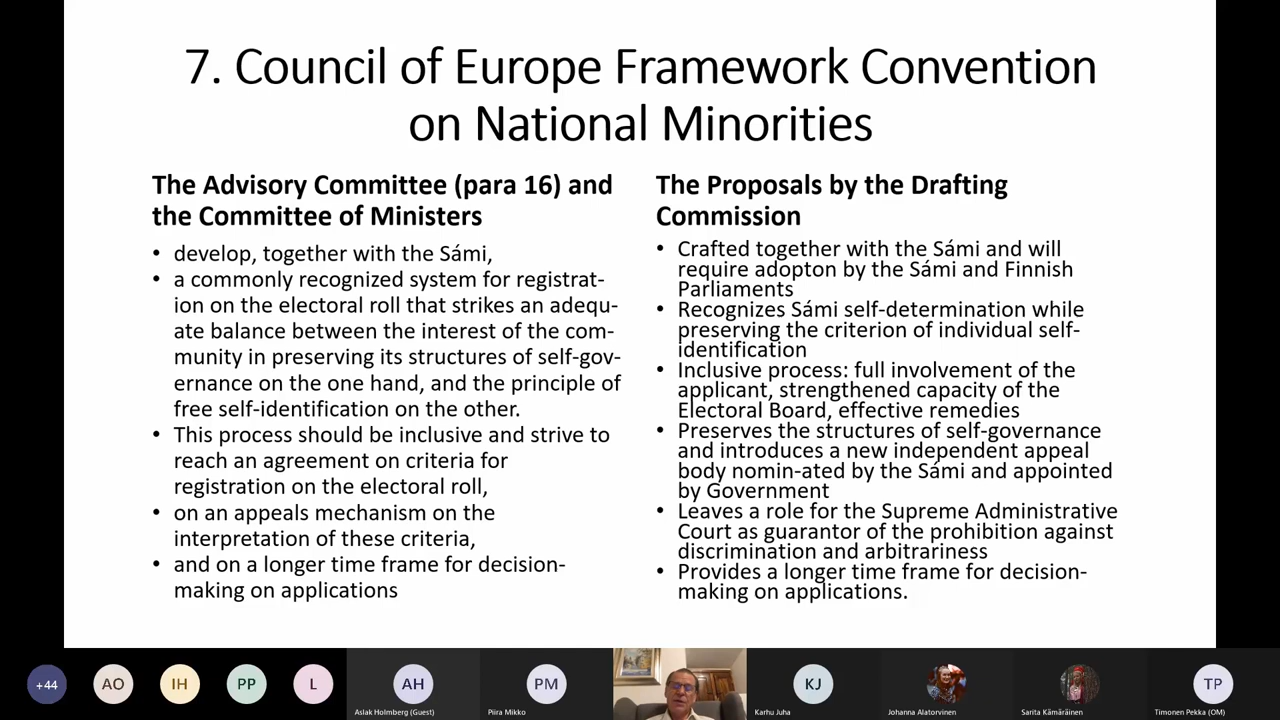 7. Council of Europe Framework Convention
on National Minorities
The Advisory Committee (para 16) and
the Committee of Ministers
• develop, together with the Sámi,
• a commonly recognized system for registrat-
ion on the electoral roll that strikes an adequ-
ate balance between the interest of the com-
munity in preserving its structures of self-gov-
ernance on the one hand, and the principle of
free self-identification on the other.
• This process should be inclusive and strive to
reach an agreement on criteria for
registration on the electoral roll,
• on an appeals mechanism on the
interpretation of these criteria,
• and on a longer time frame for decision-
making on applications
The Proposals by the Drafting
Commission
• Crafted together with the Sámi and will
require adopton by the Sámi and Finnish
Parliaments
• Recognizes Sámi self-determination while
preserving the criterion of individual self-
identification
• Inclusive process: full involvement of the
applicant, strengthened capacity of the
Electoral Board, effective remedies
• Preserves the structures of self-governance
and introduces a new independent appeal
body nomin-ated by the Sámi and appointed
by Government
• Leaves a role for the Supreme Administrative
Court as guarantor of the prohibition against
discrimination and arbitrariness
• Provides a longer time frame for decision-
making on applications.
+44
AO
IH
PP
L
AH
Aslak Holmberg (Guest)
PM
Piira Mikko
KJ
Karhu Juha
Johanna Alatorvinen
Sarita Kämäräinen
TP
Timonen Pekka (OM)